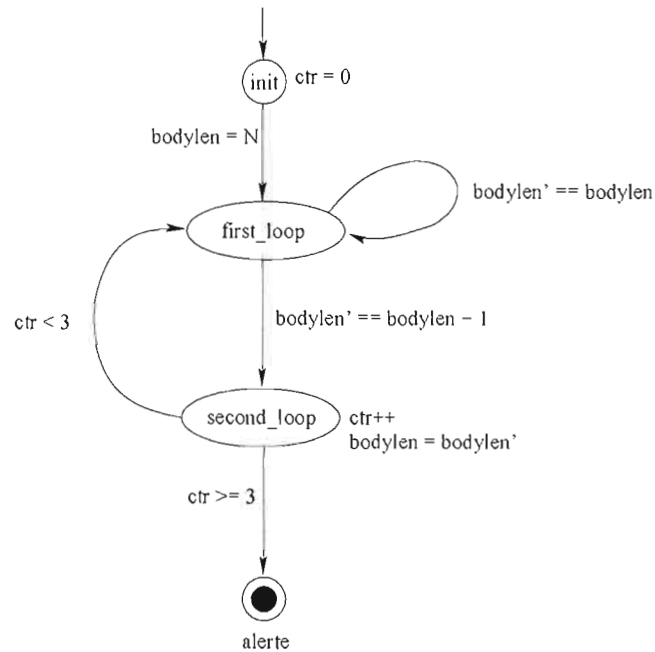 init
ctr = 0
bodylen = N
bodylen' == bodylen
first_loop
ctr < 3
bodylen' == bodylen - 1
second_loop
ctr++
bodylen = bodylen'
ctr >= 3
alerte